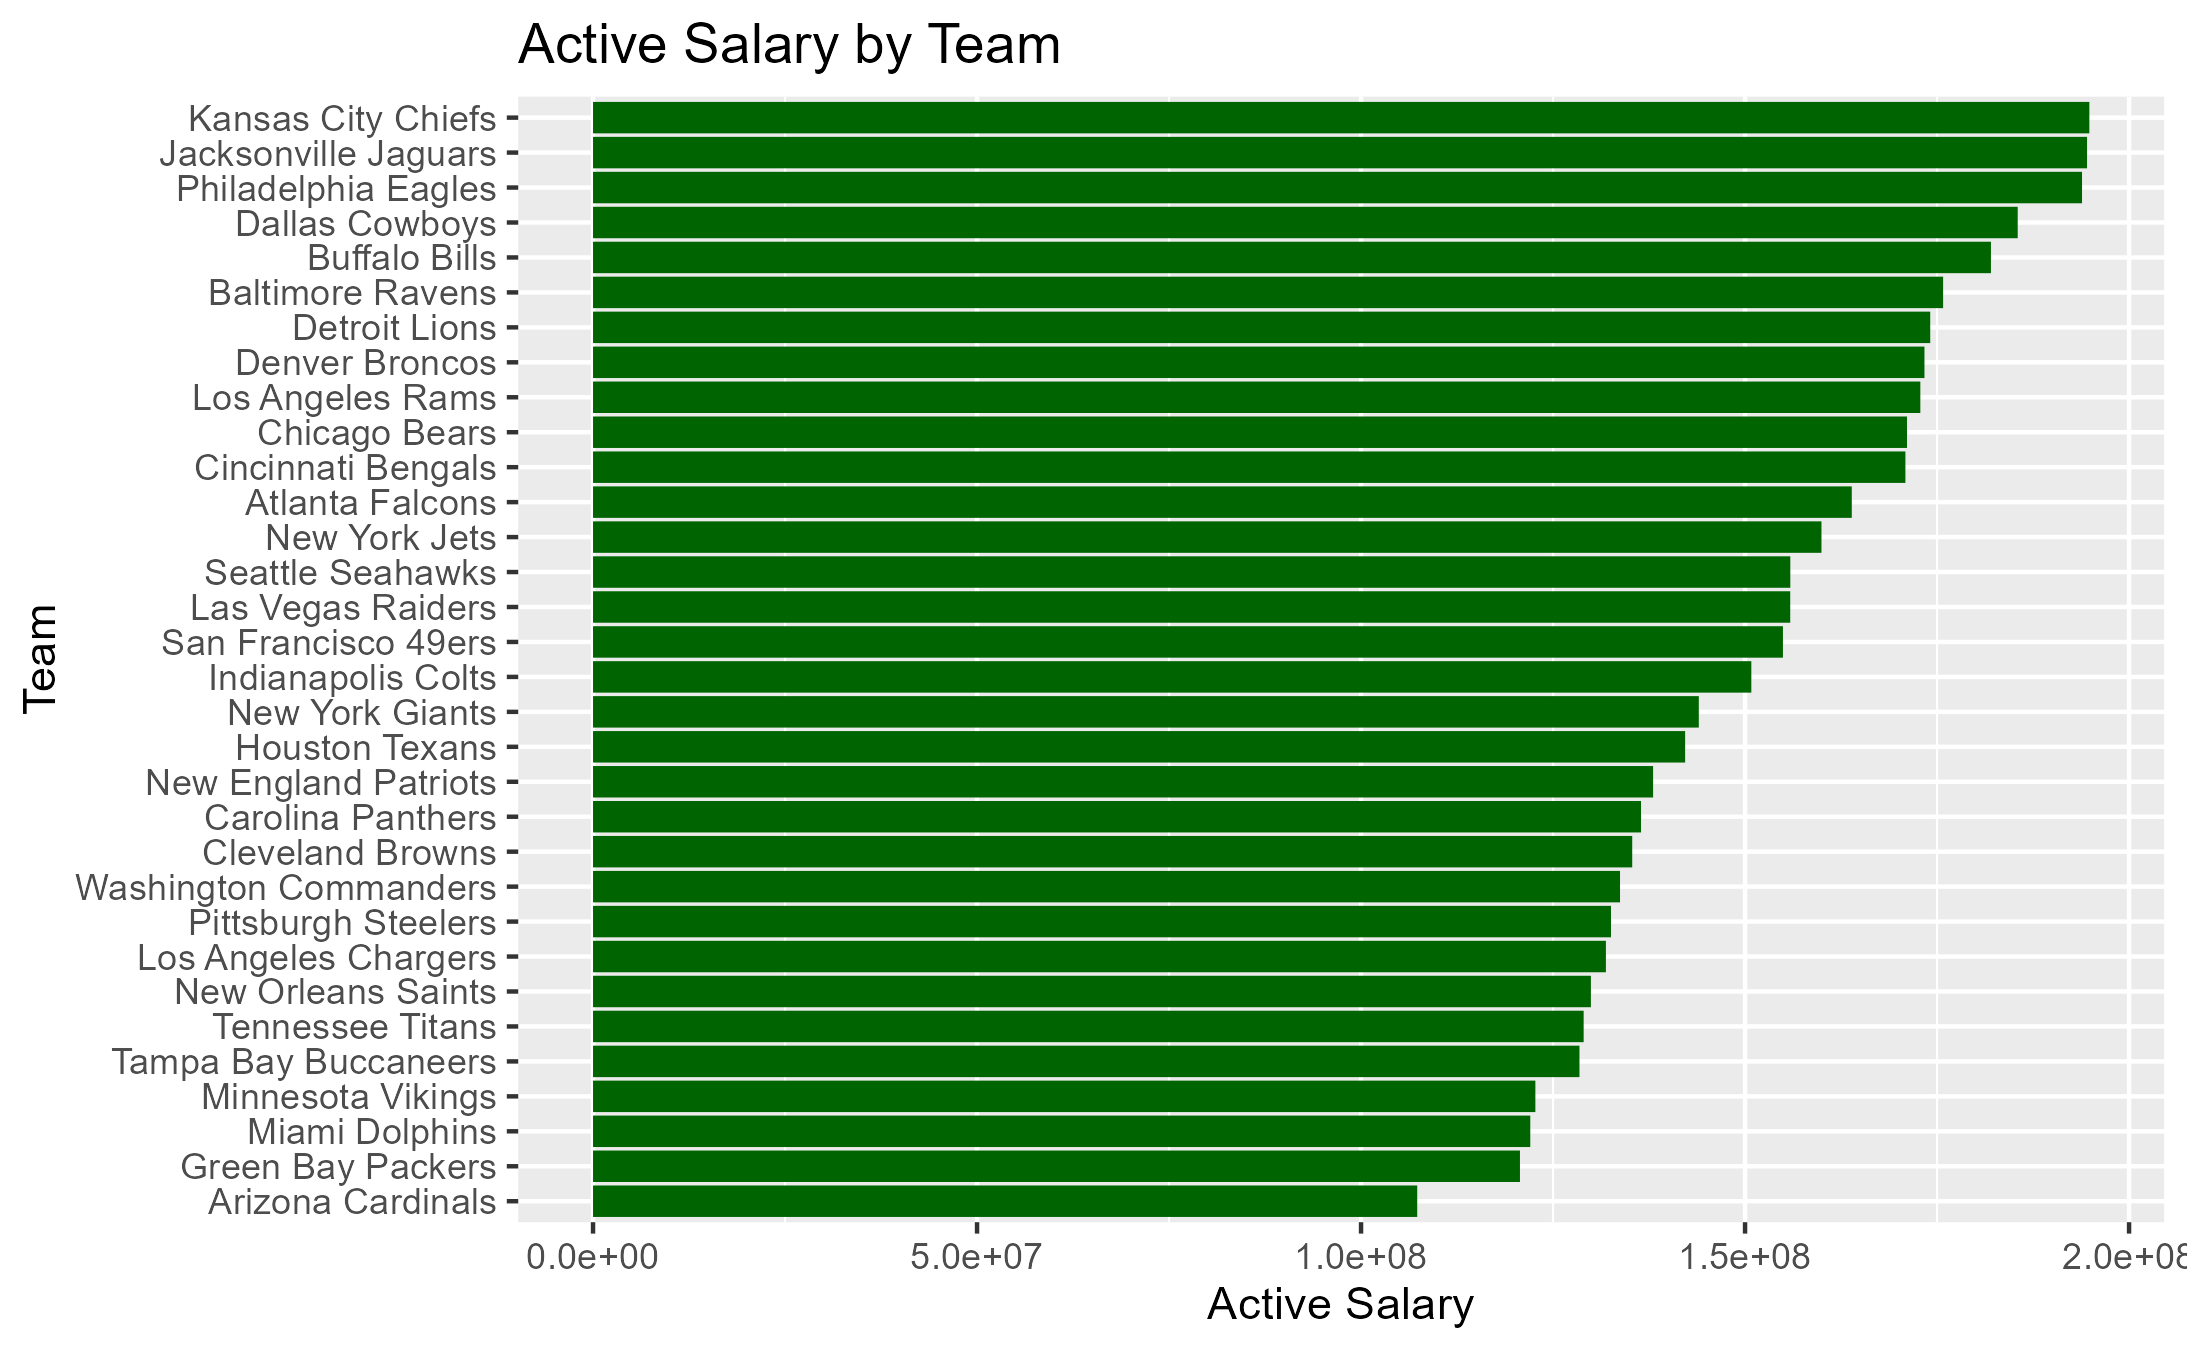 Active Salary by Team
Team
Kansas City Chiefs
Jacksonville Jaguars
Philadelphia Eagles
Dallas Cowboys
Buffalo Bills
Baltimore Ravens
Detroit Lions
Denver Broncos
Los Angeles Rams
Chicago Bears
Cincinnati Bengals
Atlanta Falcons
New York Jets
Seattle Seahawks
Las Vegas Raiders
San Francisco 49ers
Indianapolis Colts
New York Giants
Houston Texans
New England Patriots
Carolina Panthers
Cleveland Browns
Washington Commanders
Pittsburgh Steelers
Los Angeles Chargers
New Orleans Saints
Tennessee Titans
Tampa Bay Buccaneers
Minnesota Vikings
Miami Dolphins
Green Bay Packers
Arizona Cardinals
0.0e+00 5.0e+07 1.0e+08 1.5e+08 2.0e+08
Active Salary